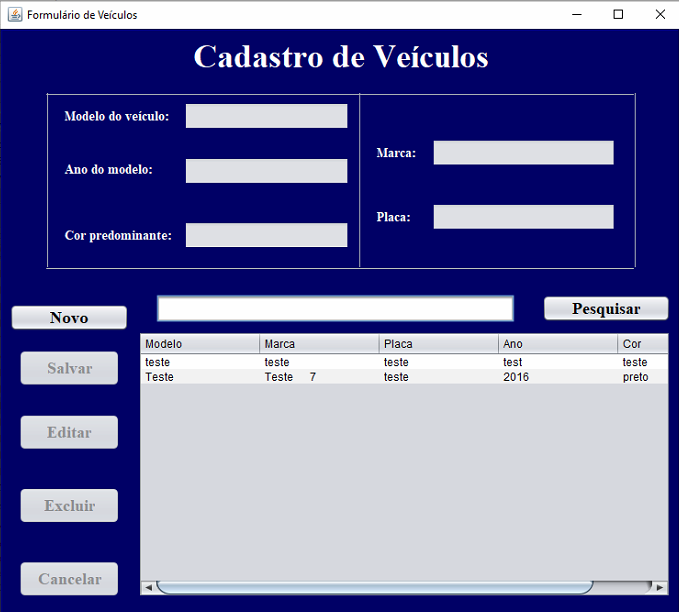 Formulário de Veículos
Cadastro de Veículos
Modelo do veículo:
Ano do modelo:
Cor predominante:
Marca:
Placa:
Novo
Pesquisar
Salvar
Editar
Excluir
Cancelar
Modelo Marca Placa Ano Cor
teste teste teste test teste
Teste Teste 7 teste 2016 preto